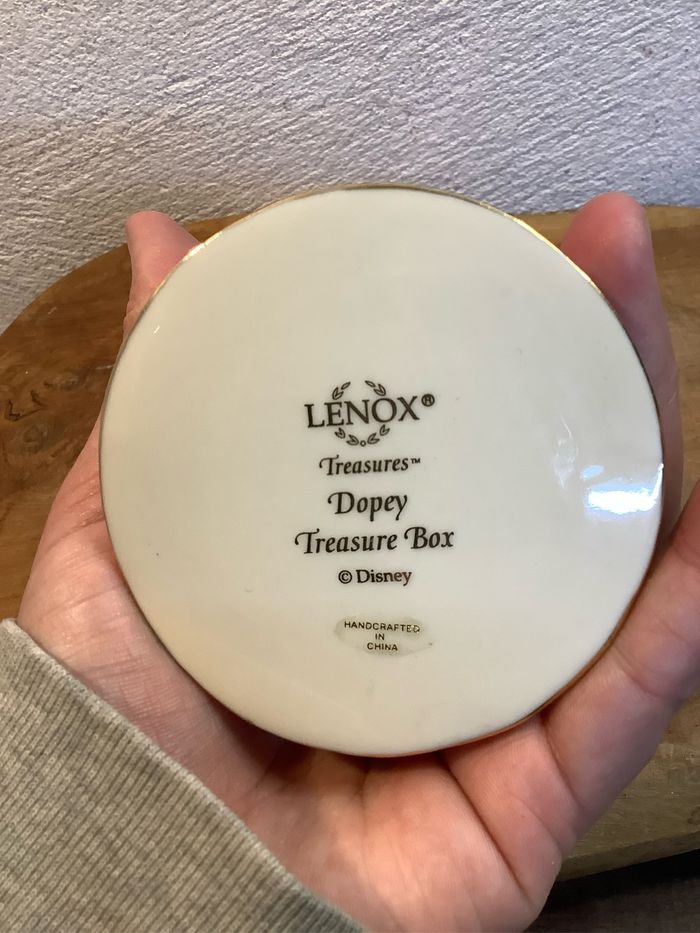 LENOX®
Treasures™
Dopey
Treasure Box
© Disney
HANDCRAFTED
IN
CHINA